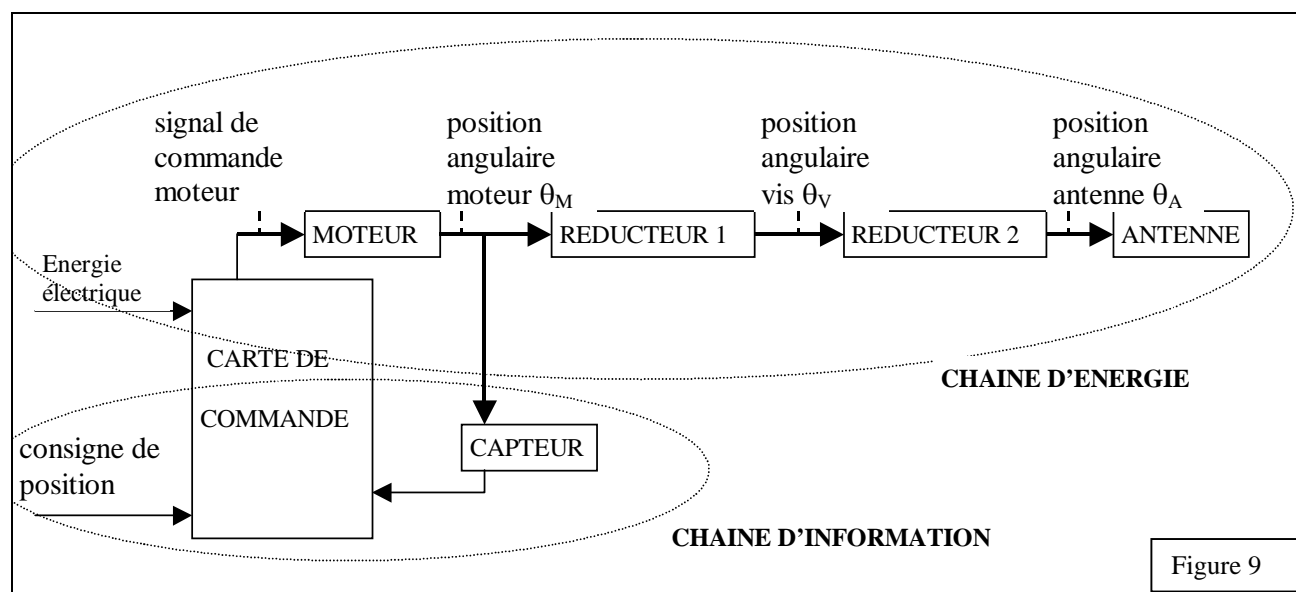 signal de
commande
moteur
position
angulaire
moteur θM
position
angulaire
vis θV
position
angulaire
antenne θA
MOTEUR
REDUCTEUR 1
REDUCTEUR 2
ANTENNE
Energie
électrique
CARTE DE
COMMANDE
CHAINE D'ENERGIE
consigne de
position
CAPTEUR
CHAINE D'INFORMATION
Figure 9